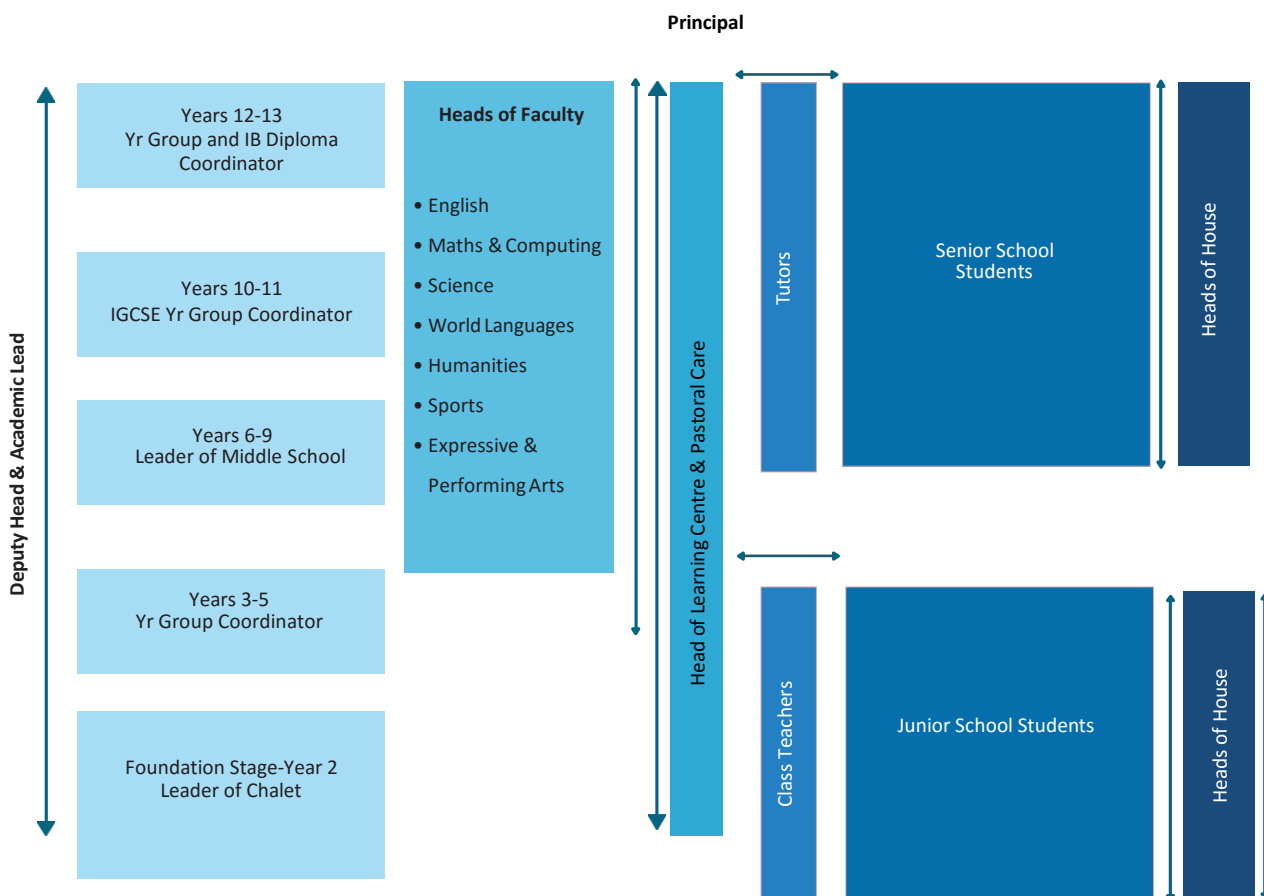 Principal
Deputy Head & Academic Lead
Years 12-13
Yr Group and IB Diploma
Coordinator
Years 10-11
IGCSE Yr Group Coordinator
Years 6-9
Leader of Middle School
Years 3-5
Yr Group Coordinator
Foundation Stage-Year 2
Leader of Chalet
Heads of Faculty
• English
• Maths & Computing
• Science
• World Languages
• Humanities
• Sports
• Expressive &
Performing Arts
Head of Learning Centre & Pastoral Care
Tutors
Senior School
Students
Heads of House
Class Teachers
Junior School Students
Heads of House